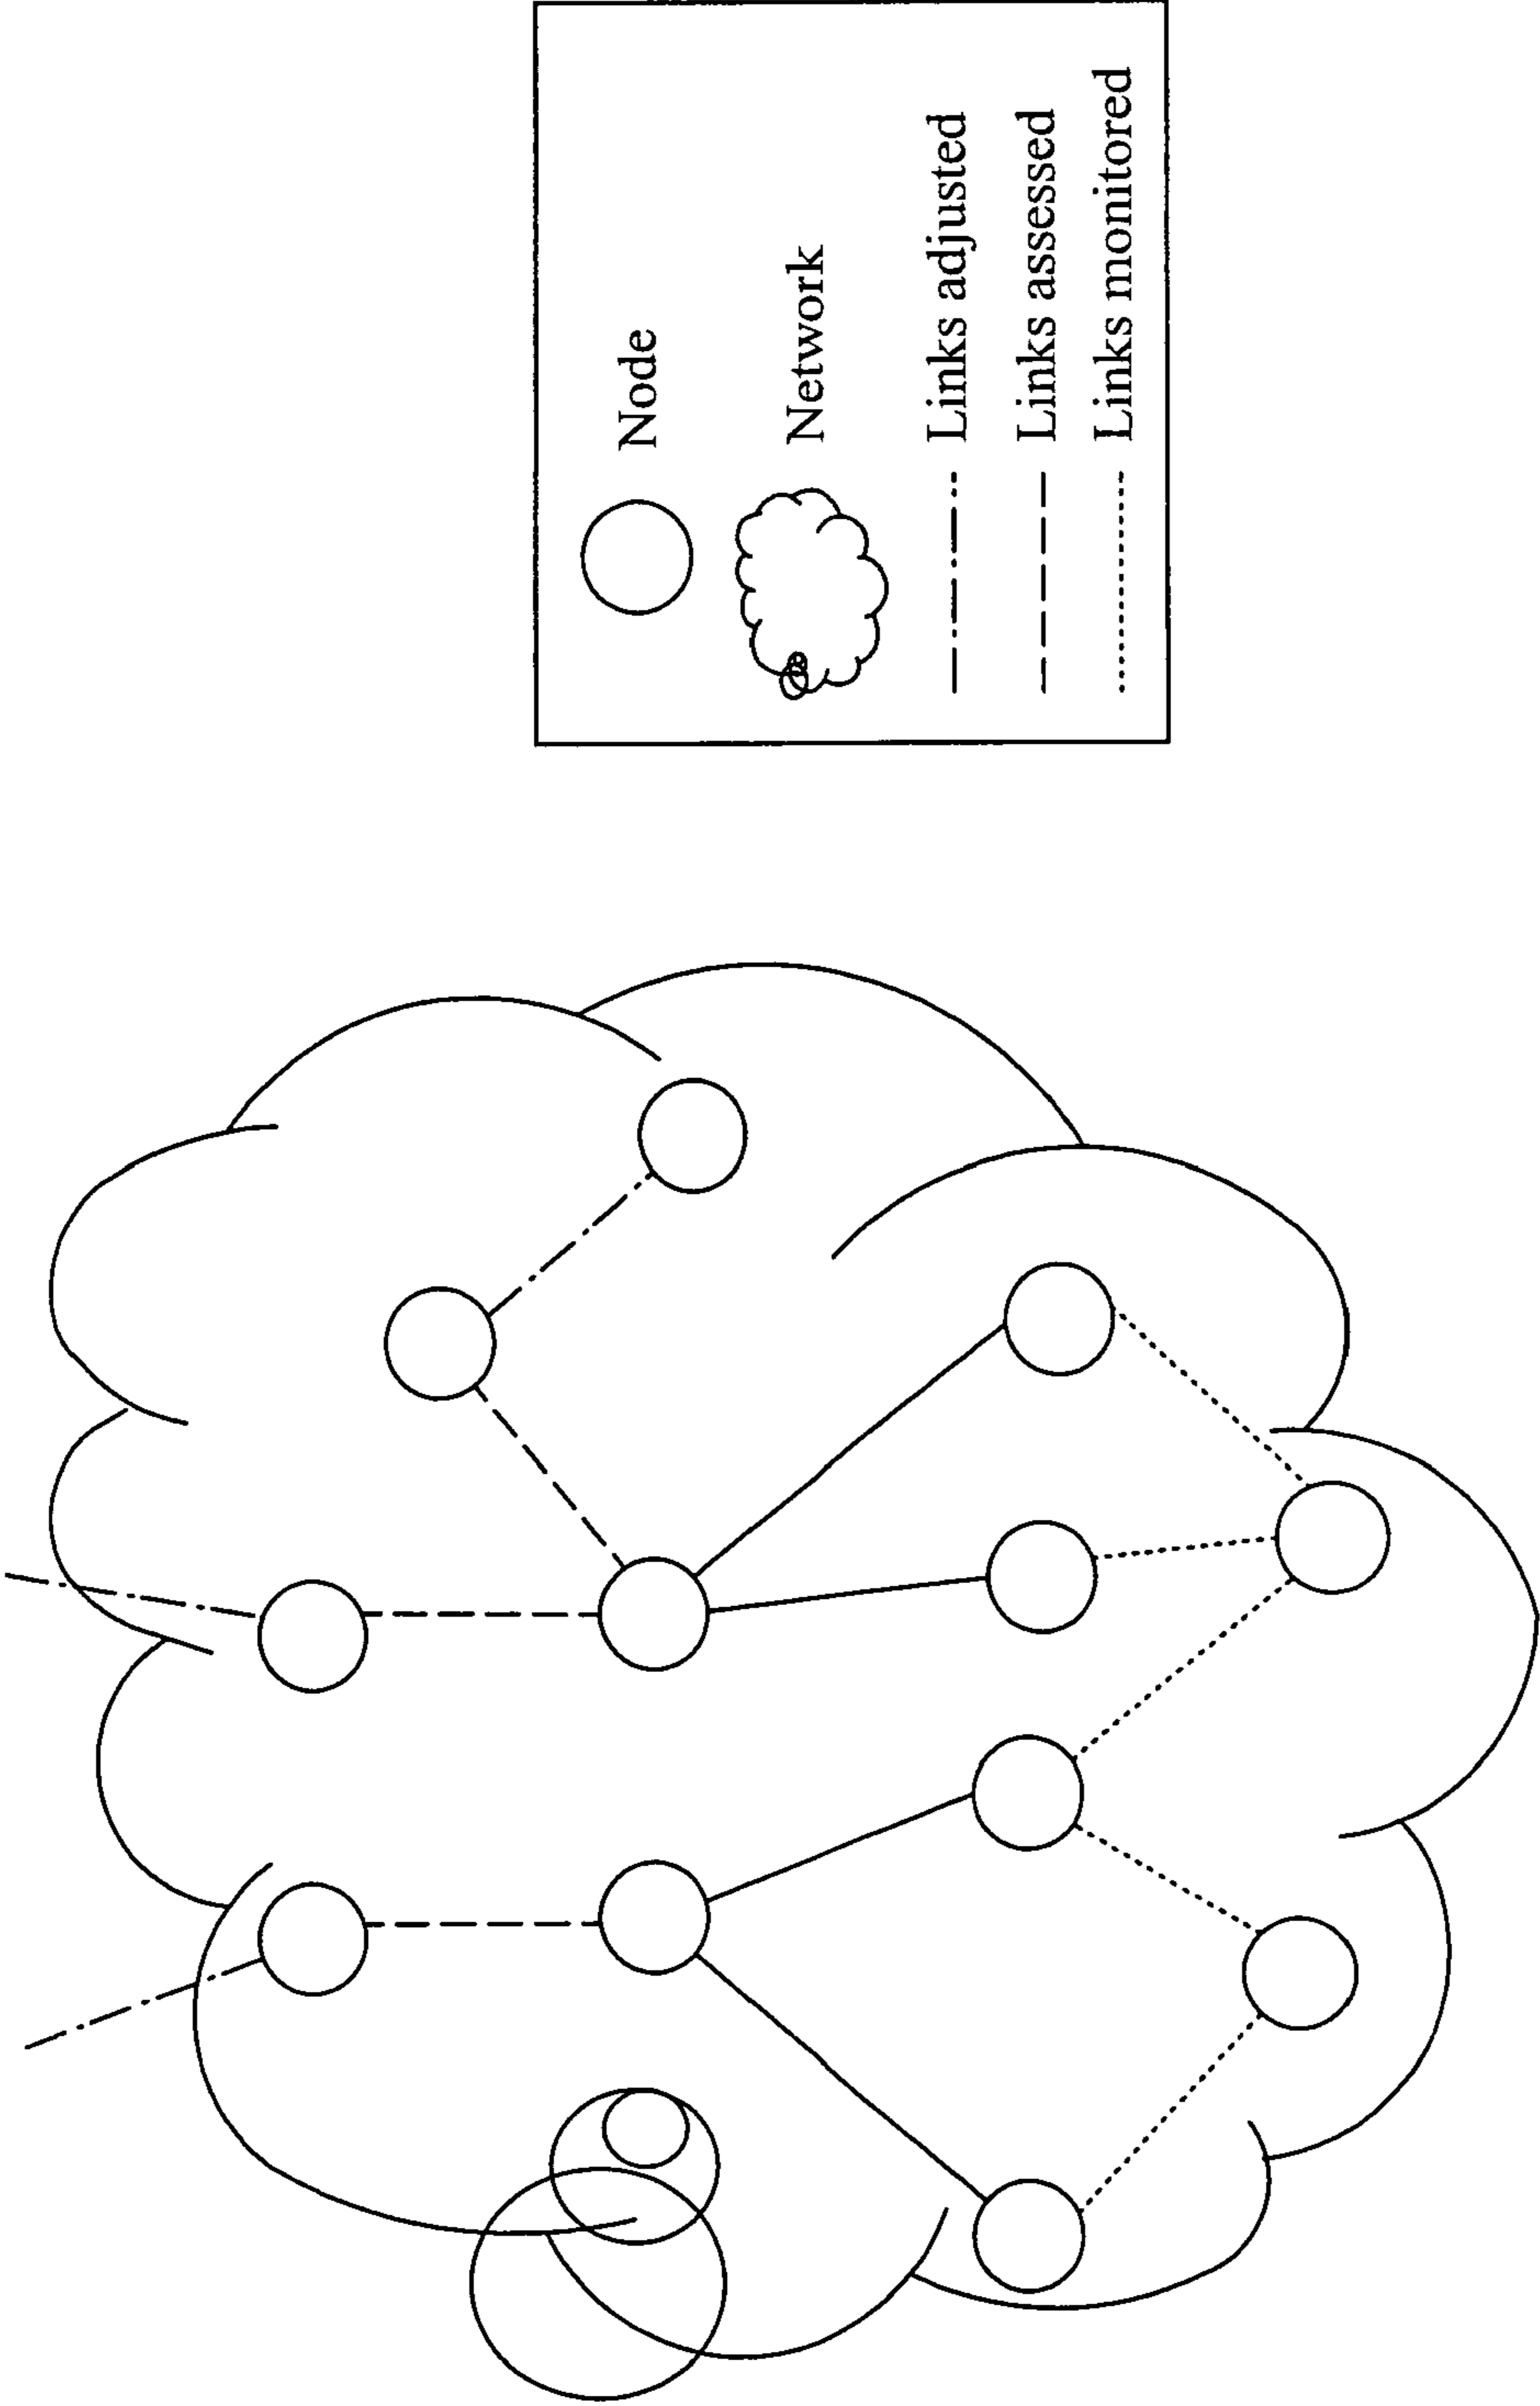 Node
Network
Links adjusted
Links assessed
Links monitored